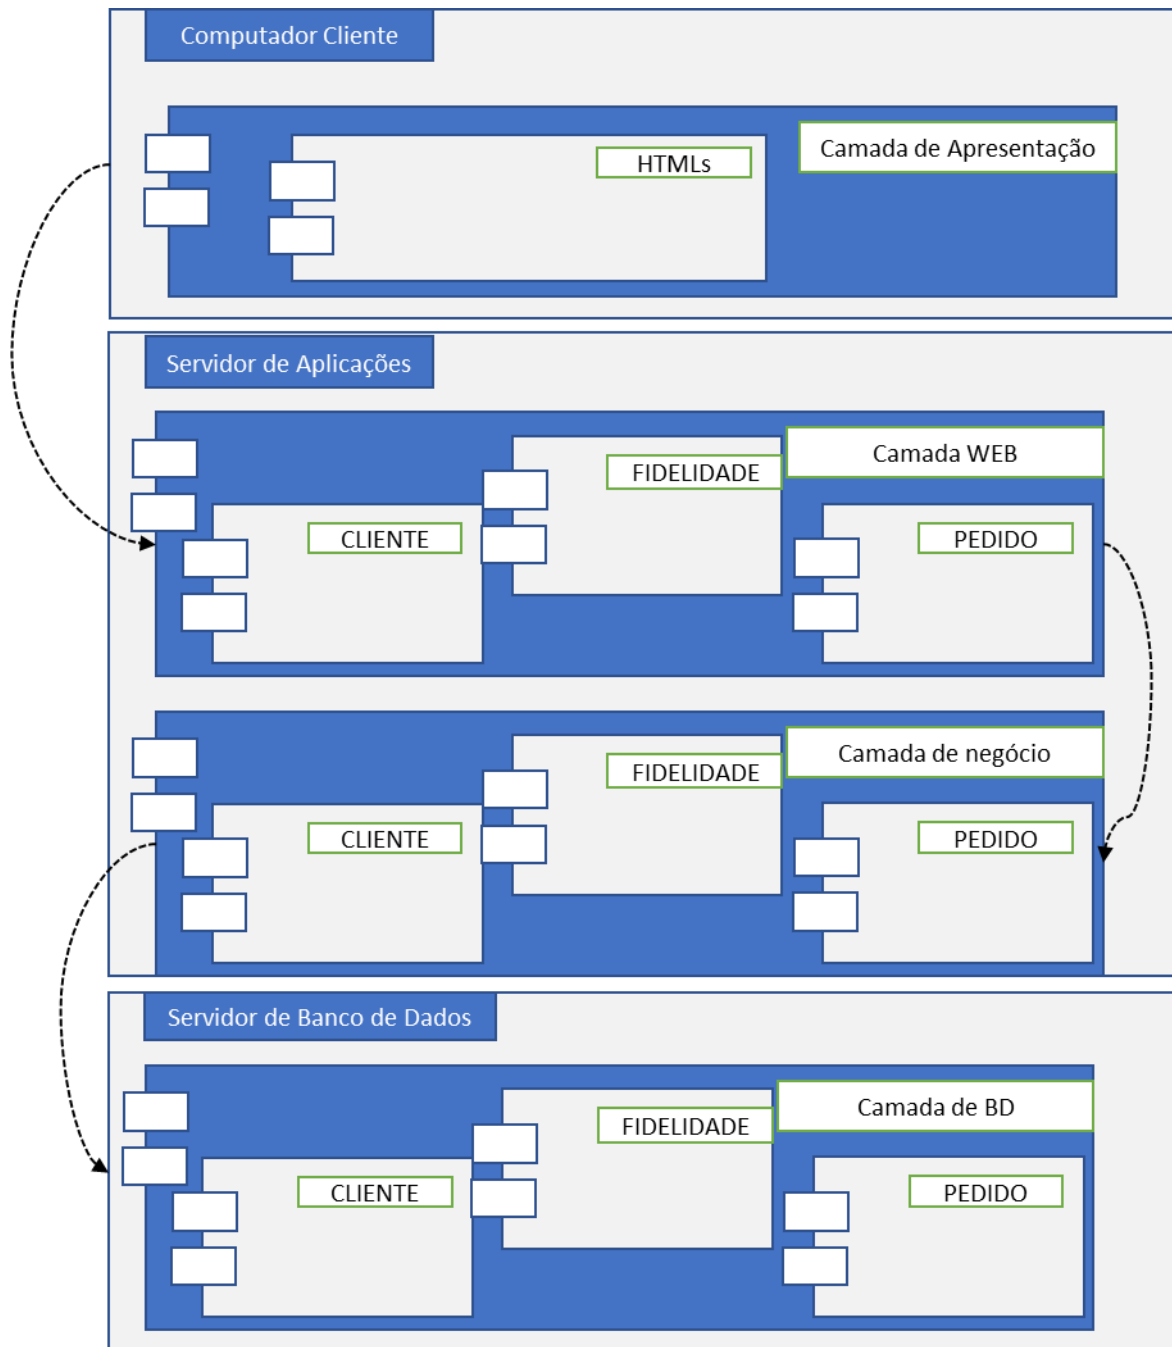 Computador Cliente
Camada de Apresentação
HTMLs
Servidor de Aplicações
Camada WEB
FIDELIDADE
CLIENTE
PEDIDO
Camada de negócio
FIDELIDADE
CLIENTE
PEDIDO
Servidor de Banco de Dados
Camada de BD
FIDELIDADE
CLIENTE
PEDIDO